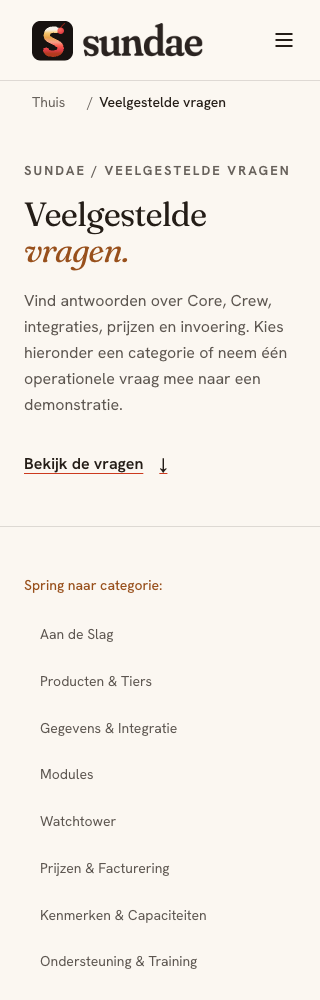 sundae
Thuis / Veelgestelde vragen
SUNDAE / VEELGESTELDE VRAGEN
Veelgestelde
vragen.
Vind antwoorden over Core, Crew,
integraties, prijzen en invoering. Kies
hieronder een categorie of neem één
operationele vraag mee naar een
demonstratie.
Bekijk de vragen ↓
Spring naar categorie:
Aan de Slag
Producten & Tiers
Gegevens & Integratie
Modules
Watchtower
Prijzen & Facturering
Kenmerken & Capaciteiten
Ondersteuning & Training